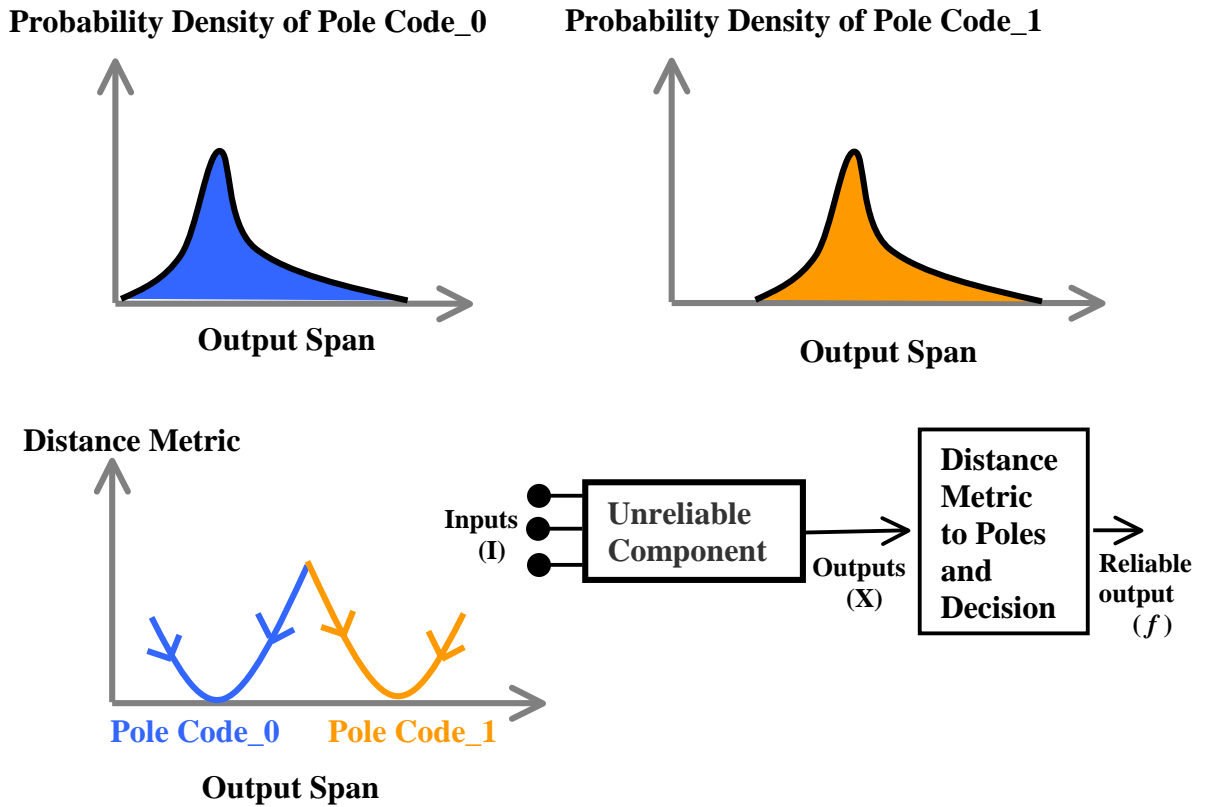 Probability Density of Pole Code_0
Probability Density of Pole Code_1
Output Span
Output Span
Distance Metric
Pole Code_0
Pole Code_1
Output Span
Inputs
(I)
Unreliable
Component
Outputs
(X)
Distance
Metric
to Poles
and
Decision
Reliable
output
(f)